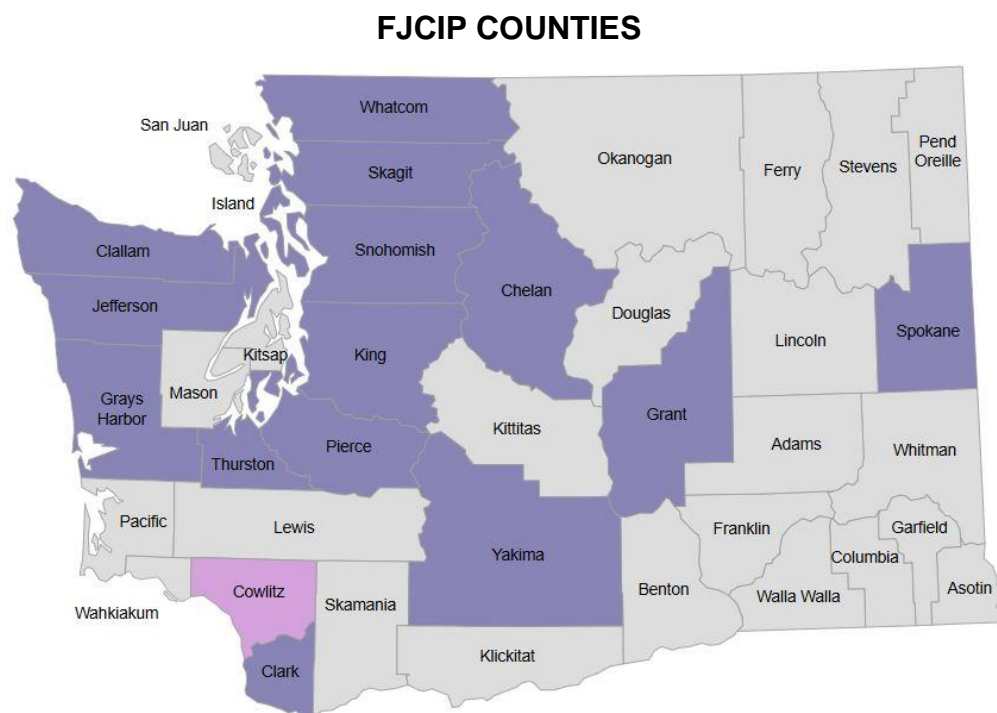 FJCIP COUNTIES
Whatcom
San Juan
Skagit
Island
Okanogan
Ferry
Stevens
Pend
Oreille
Clallam
Snohomish
Jefferson
Chelan
Douglas
Spokane
King
Kitsap
Lincoln
Mason
Grays
Harbor
Grant
Kittitas
Pierce
Adams
Whitman
Thurston
Pacific
Lewis
Yakima
Franklin
Garfield
Columbia
Cowlitz
Skamania
Benton
Walla Walla
Asotin
Wahkiakum
Klickitat
Clark